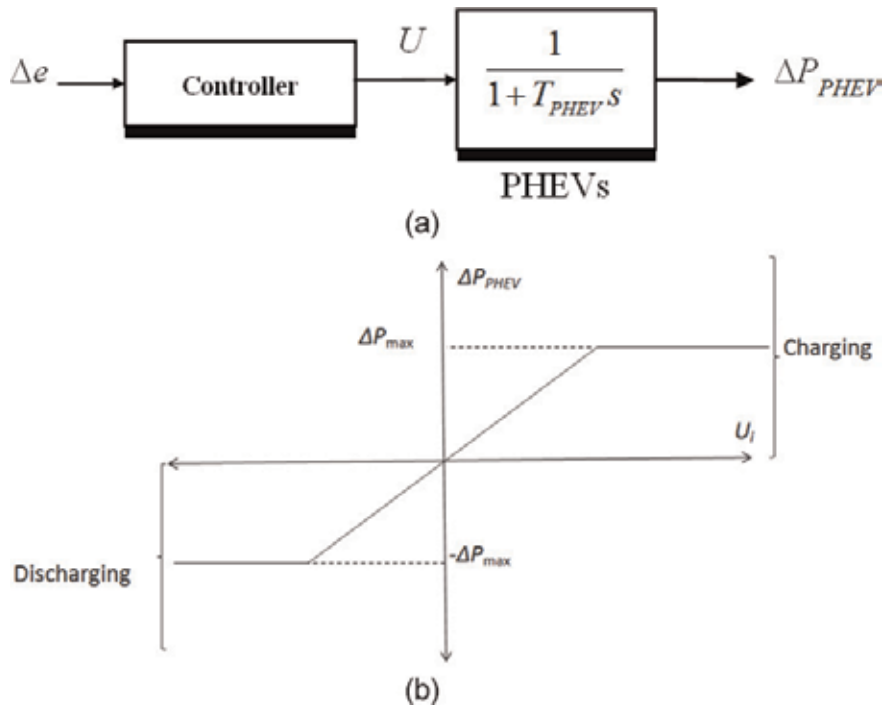 Δe
Controller
U
1
1 + T_PHEV s
ΔP_PHEV
PHEVs
(a)
ΔP_PHEV
ΔP_max
Charging
U_i
-ΔP_max
Discharging
(b)